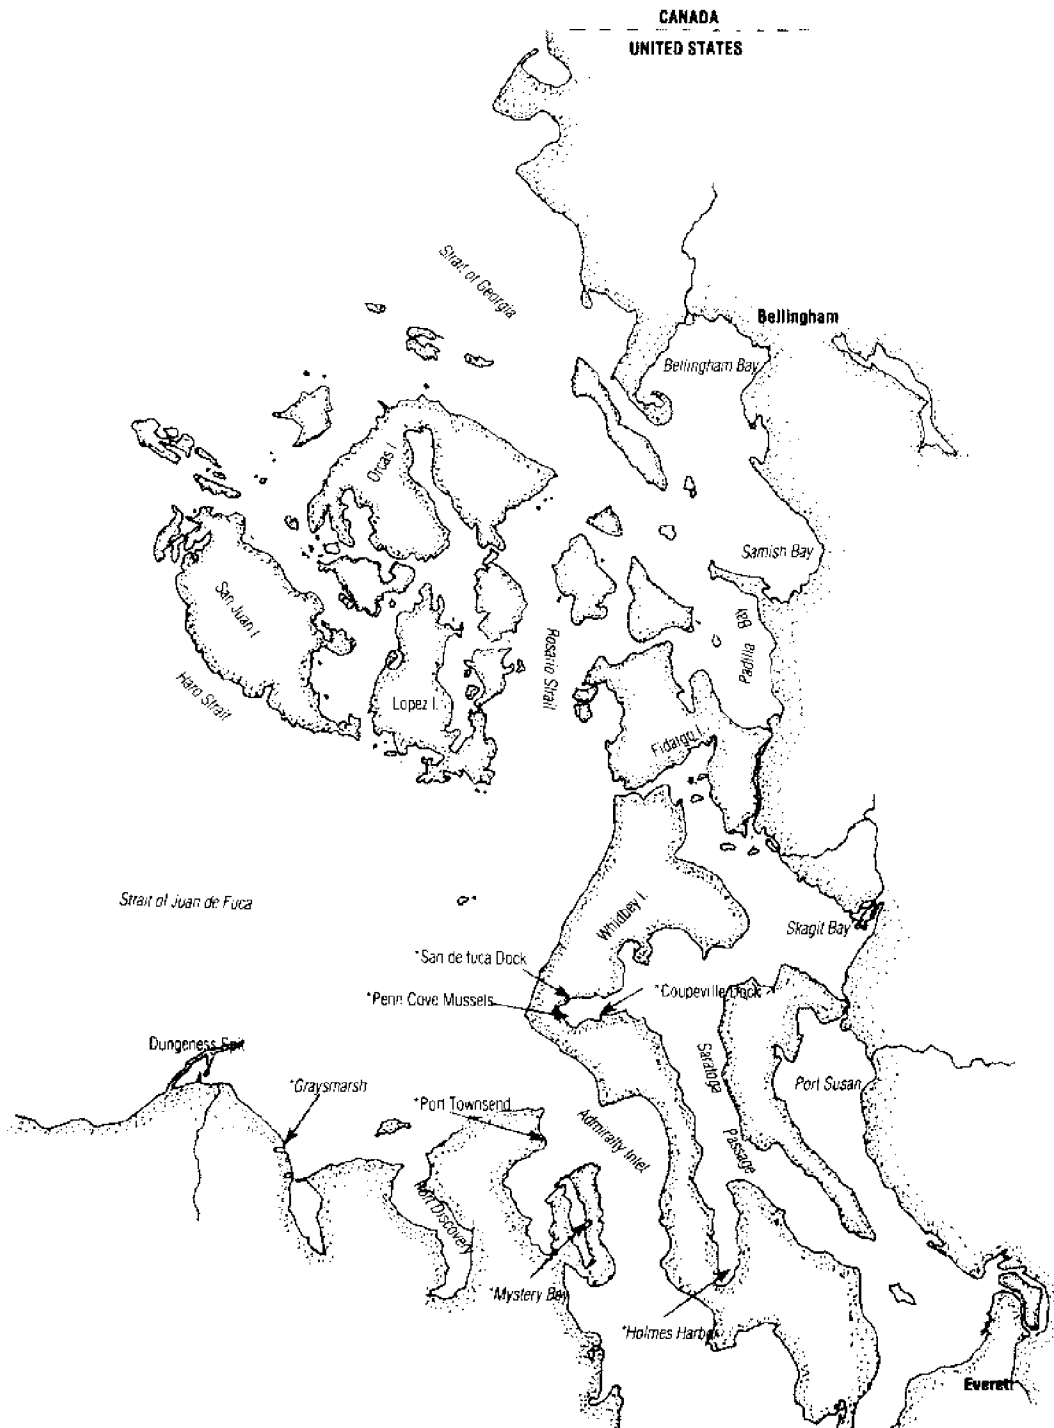 CANADA
UNITED STATES
Strait of Georgia
Bellingham
Bellingham Bay
Orcas I
Samish Bay
San Juan I
Padilla Bay
Rosario Strait
Haro Strait
Lopez I.
Fidalgo I.
Strait of Juan de Fuca
Whidbey I.
Skagit Bay
*San de fuca Dock
*Penn Cove Mussels
*Coupeville Dock
Dungeness Spit
Saratoga
Passage
Port Susan
*Graysmarsh
*Port Townsend
Admiralty Inlet
Port Discovery
*Mystery Bay
*Holmes Harbor
Everett